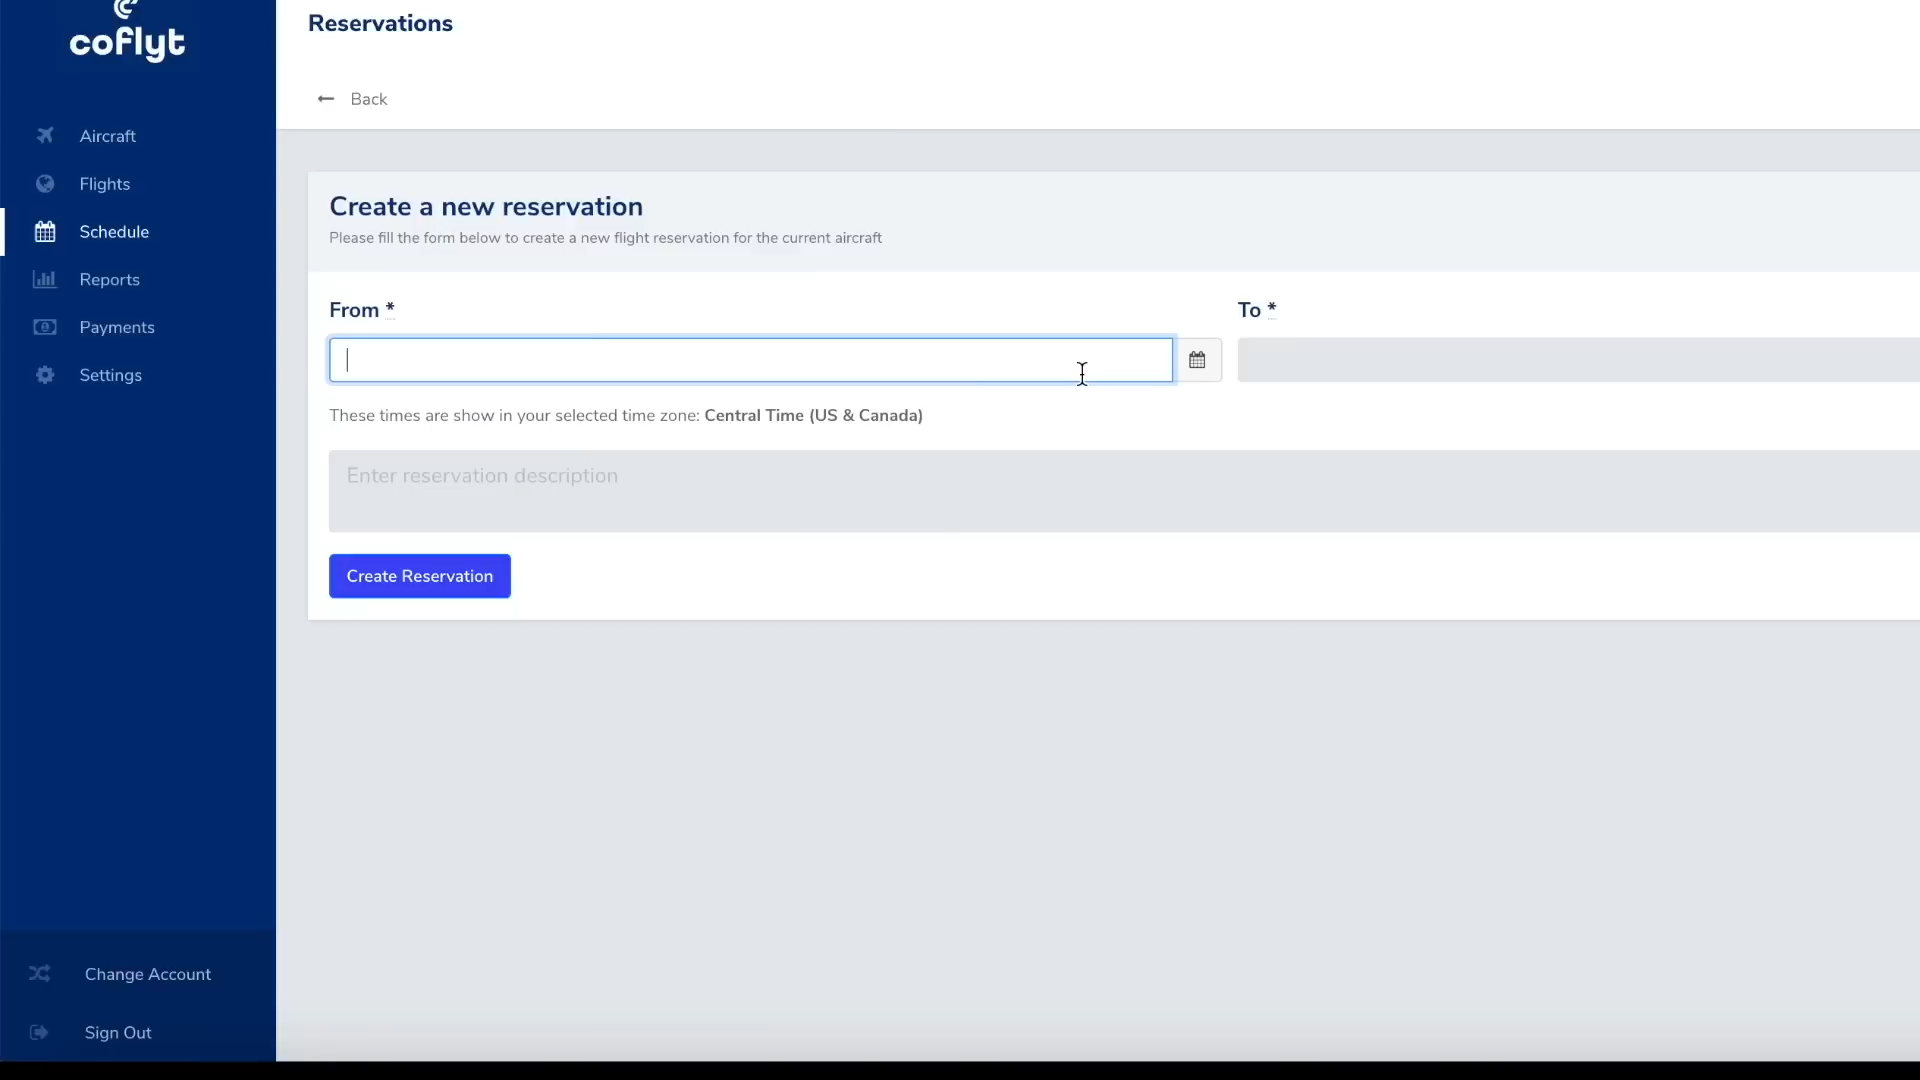 coflyt
Aircraft
Flights
Schedule
Reports
Payments
Settings
Change Account
Sign Out
Reservations
Back
Create a new reservation
Please fill the form below to create a new flight reservation for the current aircraft
From *
To *
These times are show in your selected time zone: Central Time (US & Canada)
Enter reservation description
Create Reservation